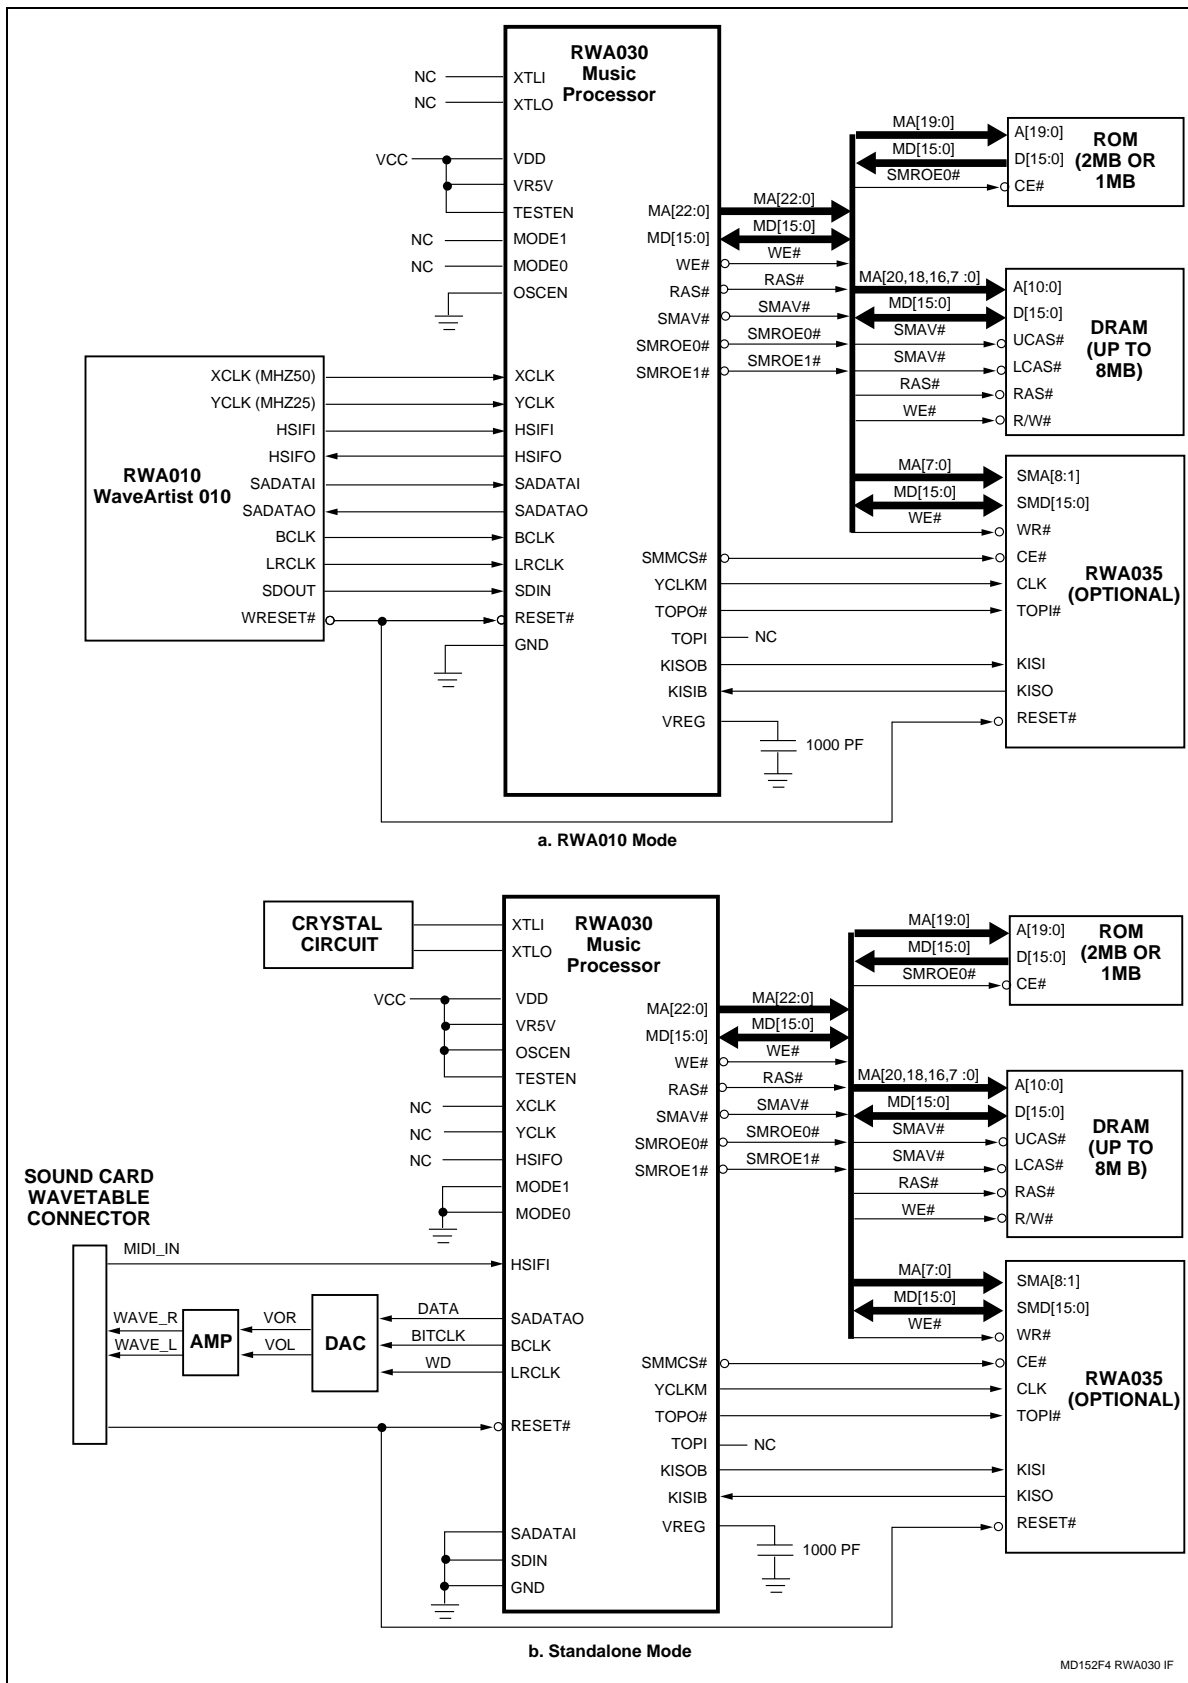 RWA030
Music
Processor
NC XTLI
NC XTLO
VCC VDD
VR5V
TESTEN
NC MODE1
NC MODE0
OSCEN
RWA010
WaveArtist 010
XCLK (MHZ50) XCLK
YCLK (MHZ25) YCLK
HSIFI HSIFI
HSIFO HSIFO
SADATAI SADATAI
SADATAO SADATAO
BCLK BCLK
LRCLK LRCLK
SDOUT SDIN
WRESET# RESET#
GND
MA[22:0] MA[22:0]
MD[15:0] MD[15:0]
WE# WE#
RAS# RAS#
SMAV# SMAV#
SMROE0# SMROE0#
SMROE1# SMROE1#
SMMCS#
YCLKM
TOPO#
TOPI NC
KISOB
KISIB
VREG
1000 PF
MA[19:0] A[19:0]
MD[15:0] D[15:0]
SMROE0# CE#
ROM
(2MB OR
1MB
MA[20,18,16,7 :0] A[10:0]
MD[15:0] D[15:0]
SMAV# UCAS#
SMAV# LCAS#
RAS# RAS#
WE# R/W#
DRAM
(UP TO
8MB)
MA[7:0] SMA[8:1]
MD[15:0] SMD[15:0]
WE# WR#
CE#
CLK
TOPI#
KISI
KISO
RESET#
RWA035
(OPTIONAL)
a. RWA010 Mode
CRYSTAL
CIRCUIT
RWA030
Music
Processor
XTLI
XTLO
VCC VDD
VR5V
OSCEN
TESTEN
NC XCLK
NC YCLK
NC HSIFO
MODE1
MODE0
SOUND CARD
WAVETABLE
CONNECTOR
MIDI_IN HSIFI
WAVE_R
WAVE_L
AMP
VOR
VOL
DAC
DATA SADATAO
BITCLK BCLK
WD LRCLK
RESET#
SADATAI
SDIN
GND
MA[22:0] MA[22:0]
MD[15:0] MD[15:0]
WE# WE#
RAS# RAS#
SMAV# SMAV#
SMROE0# SMROE0#
SMROE1# SMROE1#
SMMCS#
YCLKM
TOPO#
TOPI NC
KISOB
KISIB
VREG
1000 PF
MA[19:0] A[19:0]
MD[15:0] D[15:0]
SMROE0# CE#
ROM
(2MB OR
1MB
MA[20,18,16,7 :0] A[10:0]
MD[15:0] D[15:0]
SMAV# UCAS#
SMAV# LCAS#
RAS# RAS#
WE# R/W#
DRAM
(UP TO
8M B)
MA[7:0] SMA[8:1]
MD[15:0] SMD[15:0]
WE# WR#
CE#
CLK
TOPI#
KISI
KISO
RESET#
RWA035
(OPTIONAL)
b. Standalone Mode
MD152F4 RWA030 IF